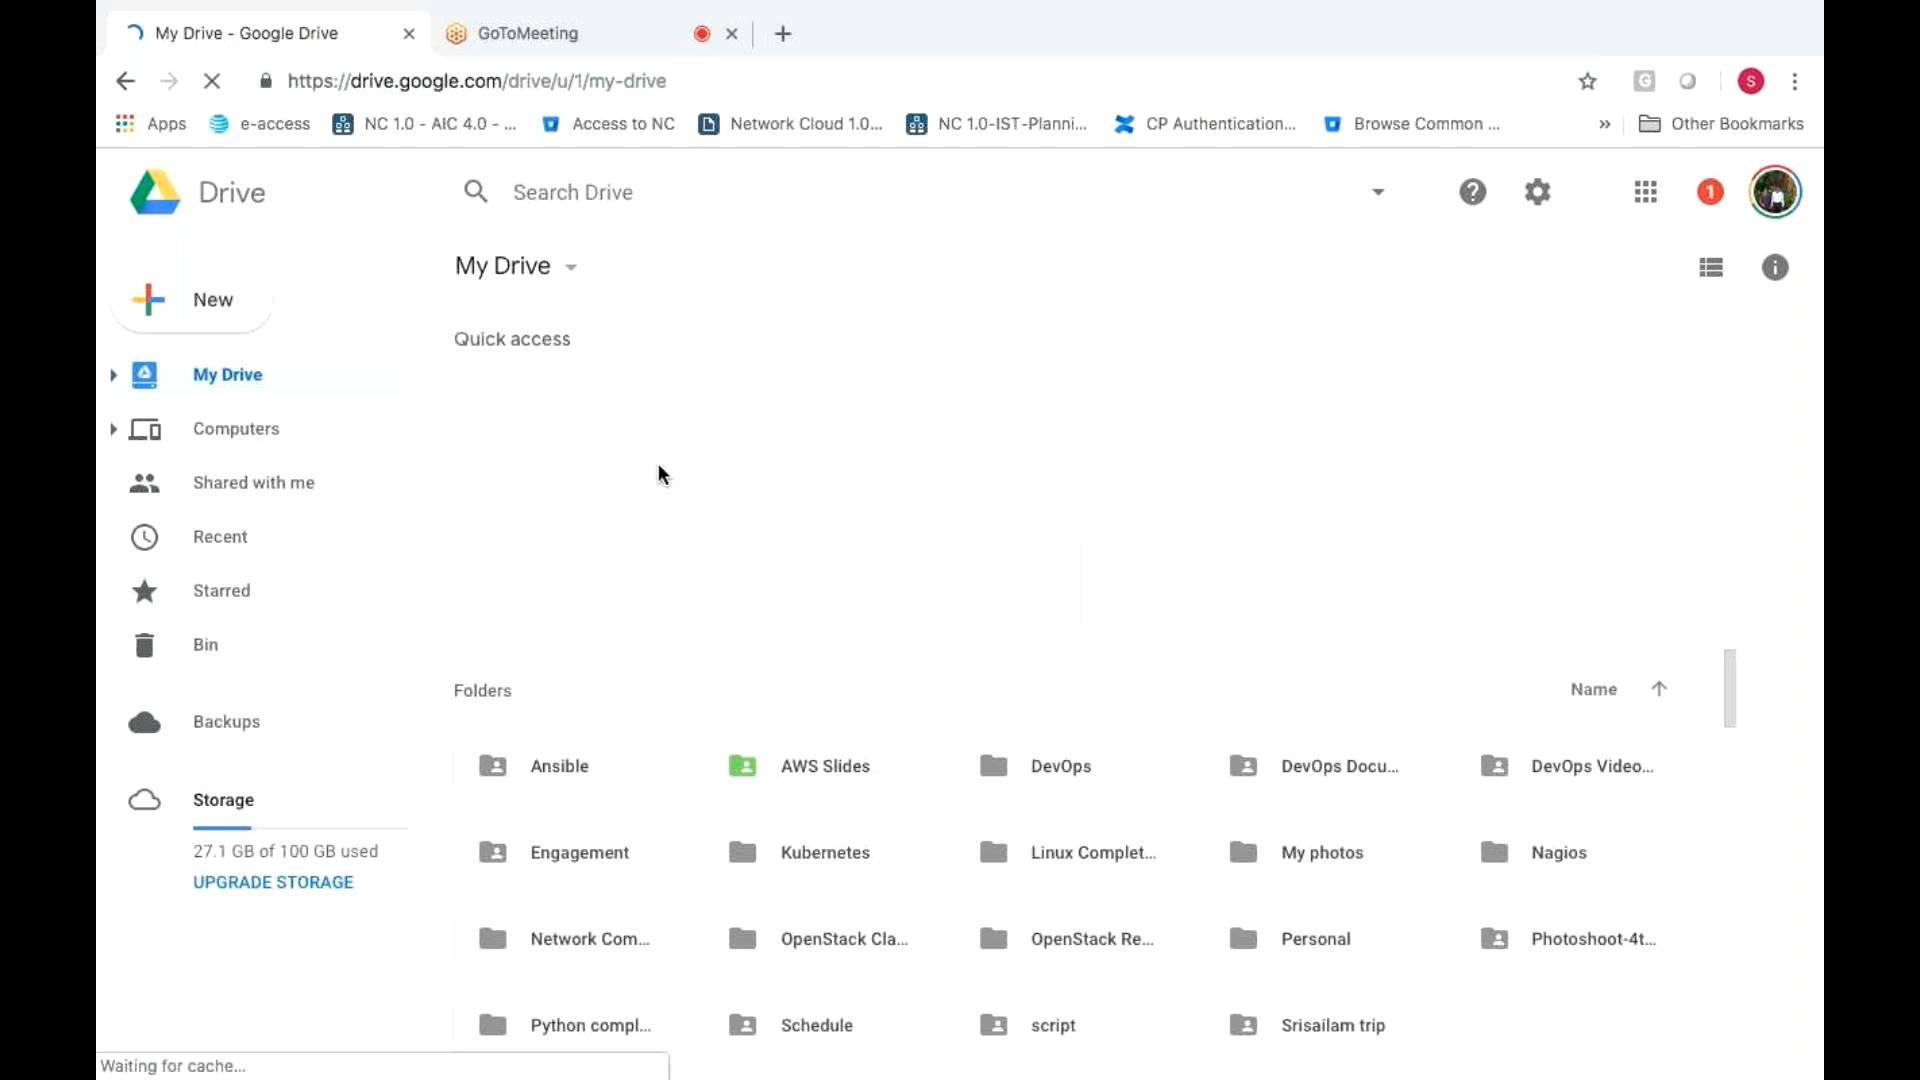 My Drive - Google Drive
GoToMeeting
https://drive.google.com/drive/u/1/my-drive
G
S
Apps
e-access
NC 1.0 - AIC 4.0 - ...
Access to NC
Network Cloud 1.0...
NC 1.0-IST-Planni...
CP Authentication...
Browse Common ...
»
Other Bookmarks
Drive
Search Drive
1
My Drive
New
Quick access
My Drive
Computers
Shared with me
Recent
Starred
Bin
Backups
Storage
27.1 GB of 100 GB used
UPGRADE STORAGE
Folders
Name
Ansible
AWS Slides
DevOps
DevOps Docu...
DevOps Video...
Engagement
Kubernetes
Linux Complet...
My photos
Nagios
Network Com...
OpenStack Cla...
OpenStack Re...
Personal
Photoshoot-4t...
Python compl...
Schedule
script
Srisailam trip
Waiting for cache...